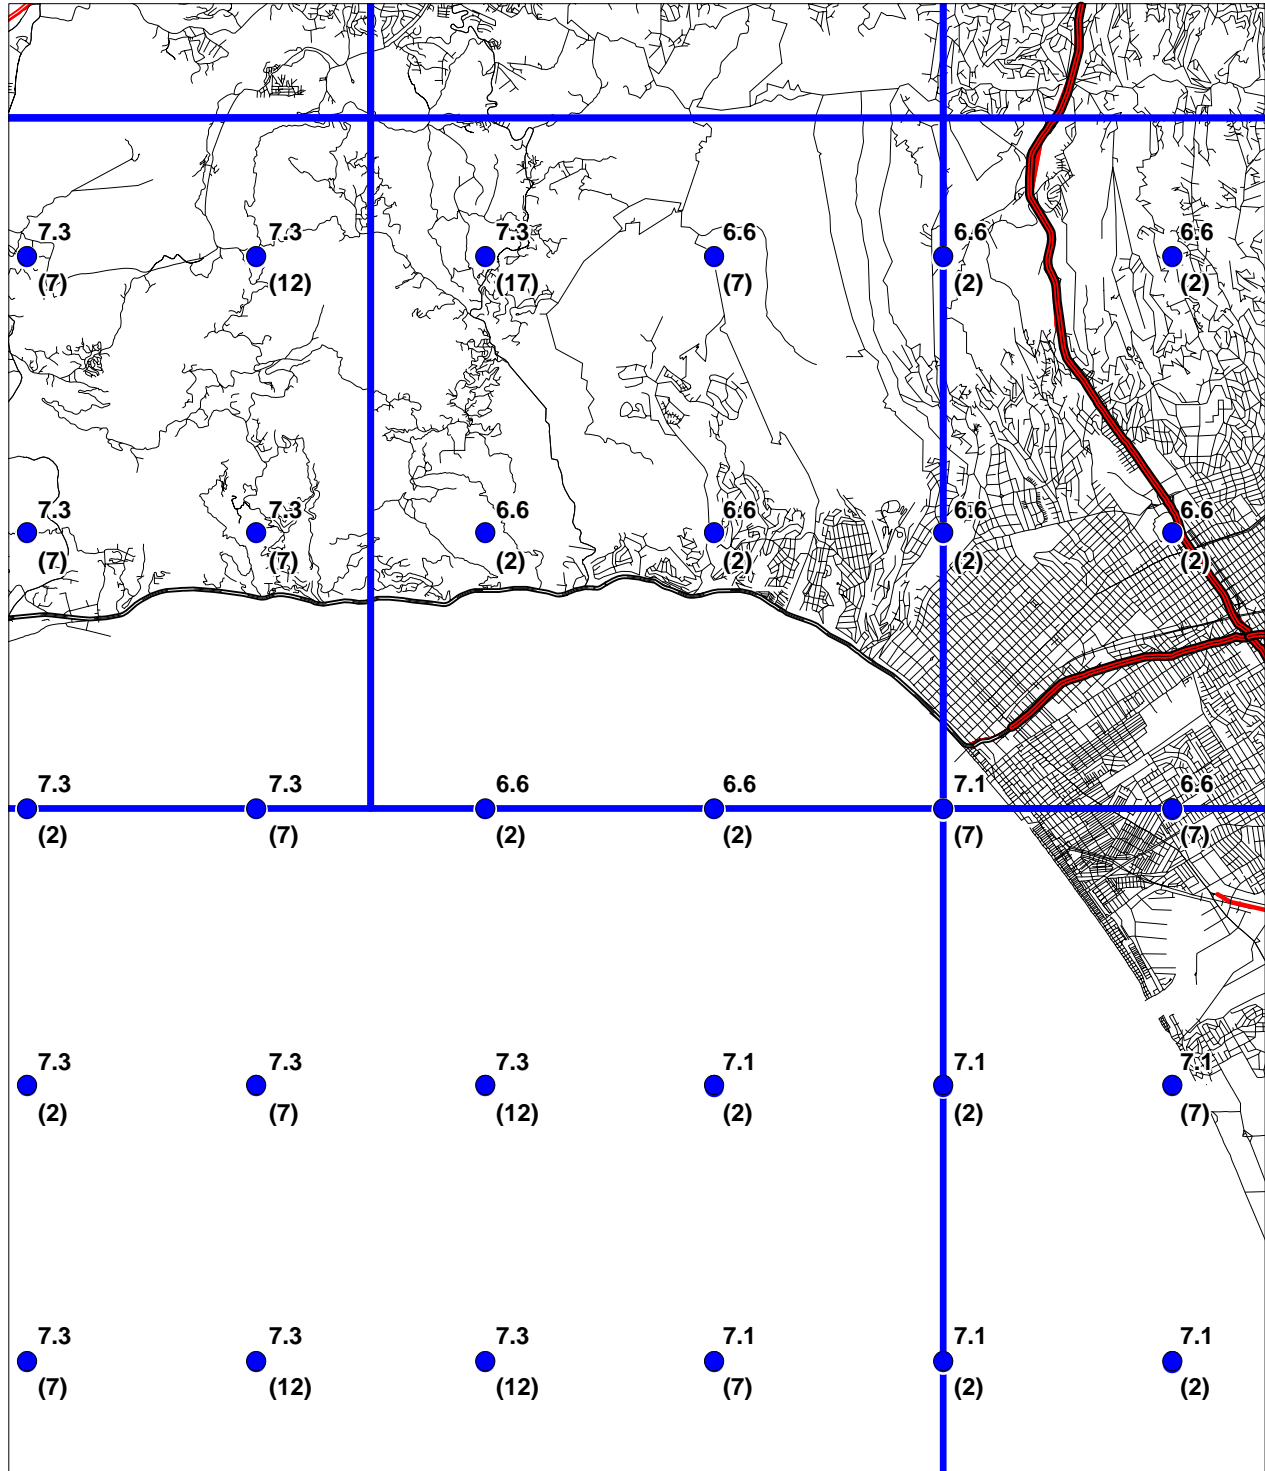 7.3 7.3 7.3 6.6 6.6 6.6
(7) (12) (17) (7) (2) (2)
7.3 7.3 6.6 6.6 6.6 6.6
(7) (7) (2) (2) (2) (2)
7.3 7.3 6.6 6.6 7.1 6.6
(2) (7) (2) (2) (7) (7)
7.3 7.3 7.3 7.1 7.1 7.1
(2) (7) (12) (2) (2) (7)
7.3 7.3 7.3 7.1 7.1 7.1
(7) (12) (12) (7) (2) (2)